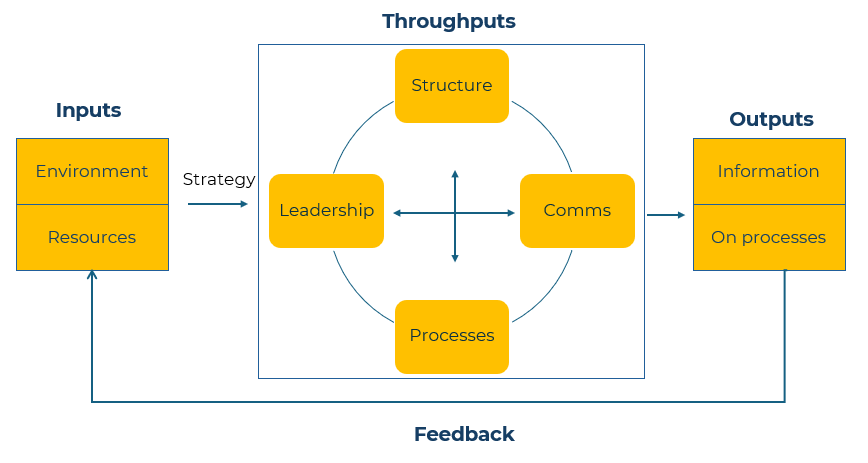 Throughputs
Structure
Inputs
Outputs
Environment
Strategy
Information
Leadership
Comms
Resources
On processes
Processes
Feedback